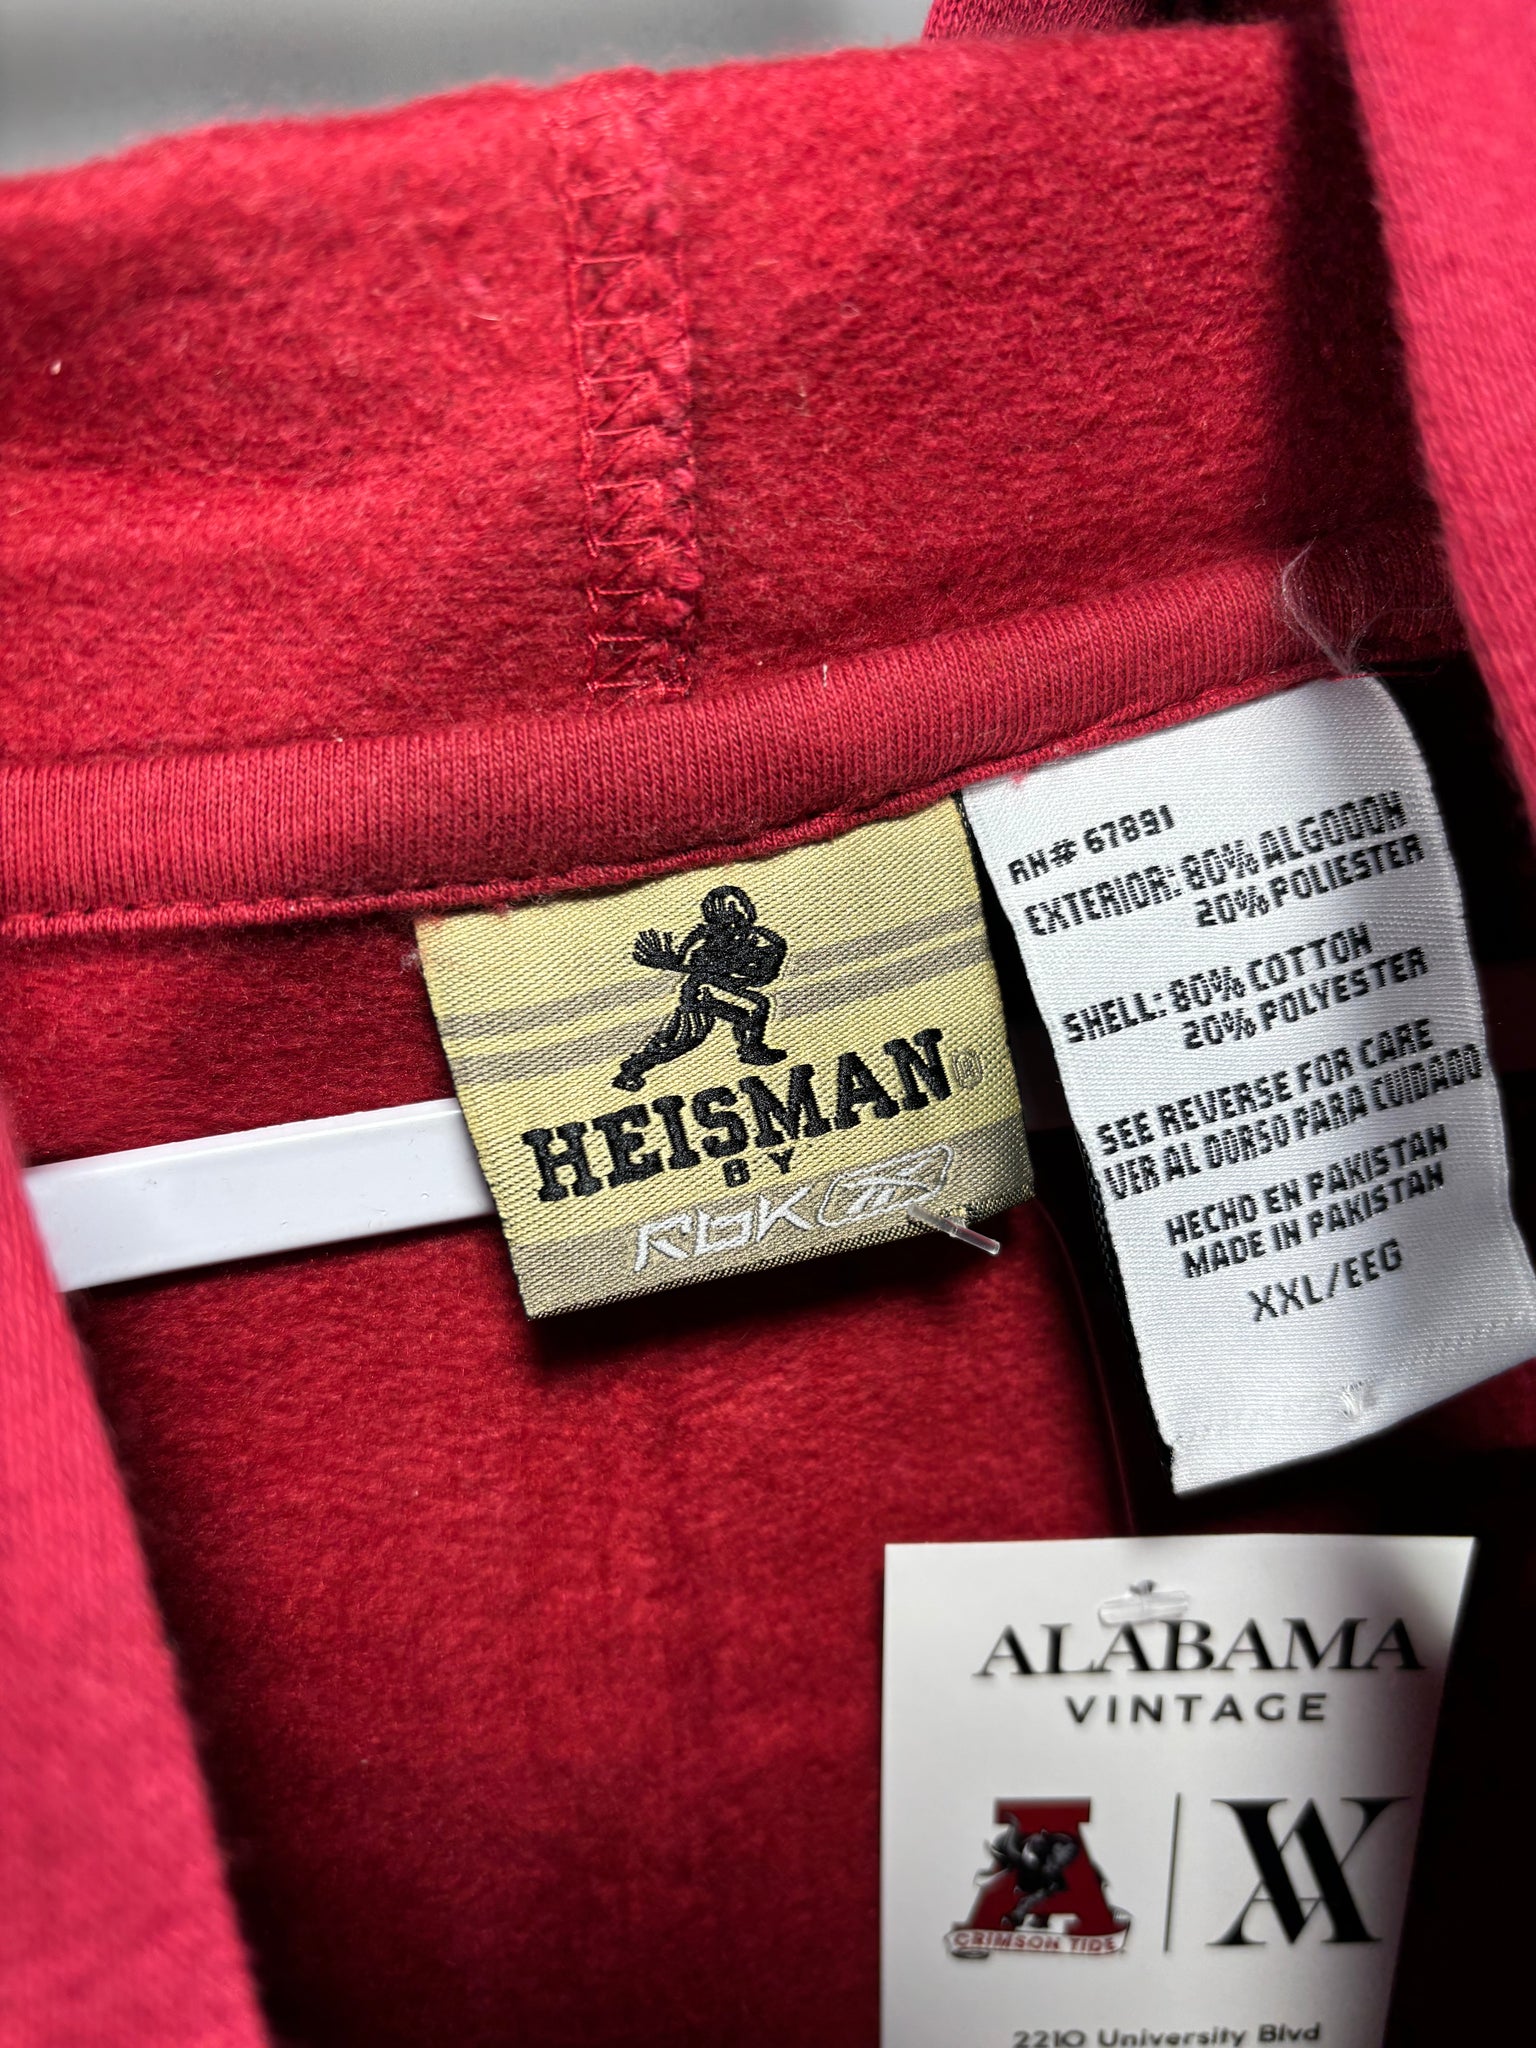 HEISMAN®
BY
RBK
RN# 67891
EXTERIOR: 80% ALGODON
20% POLIESTER
SHELL: 80% COTTON
20% POLYESTER
SEE REVERSE FOR CARE
VER AL DORSO PARA CUIDADO
HECHO EN PAKISTAN
MADE IN PAKISTAN
XXL/EEG
ALABAMA
VINTAGE
A
CRIMSON TIDE
AV
2210 University Blvd